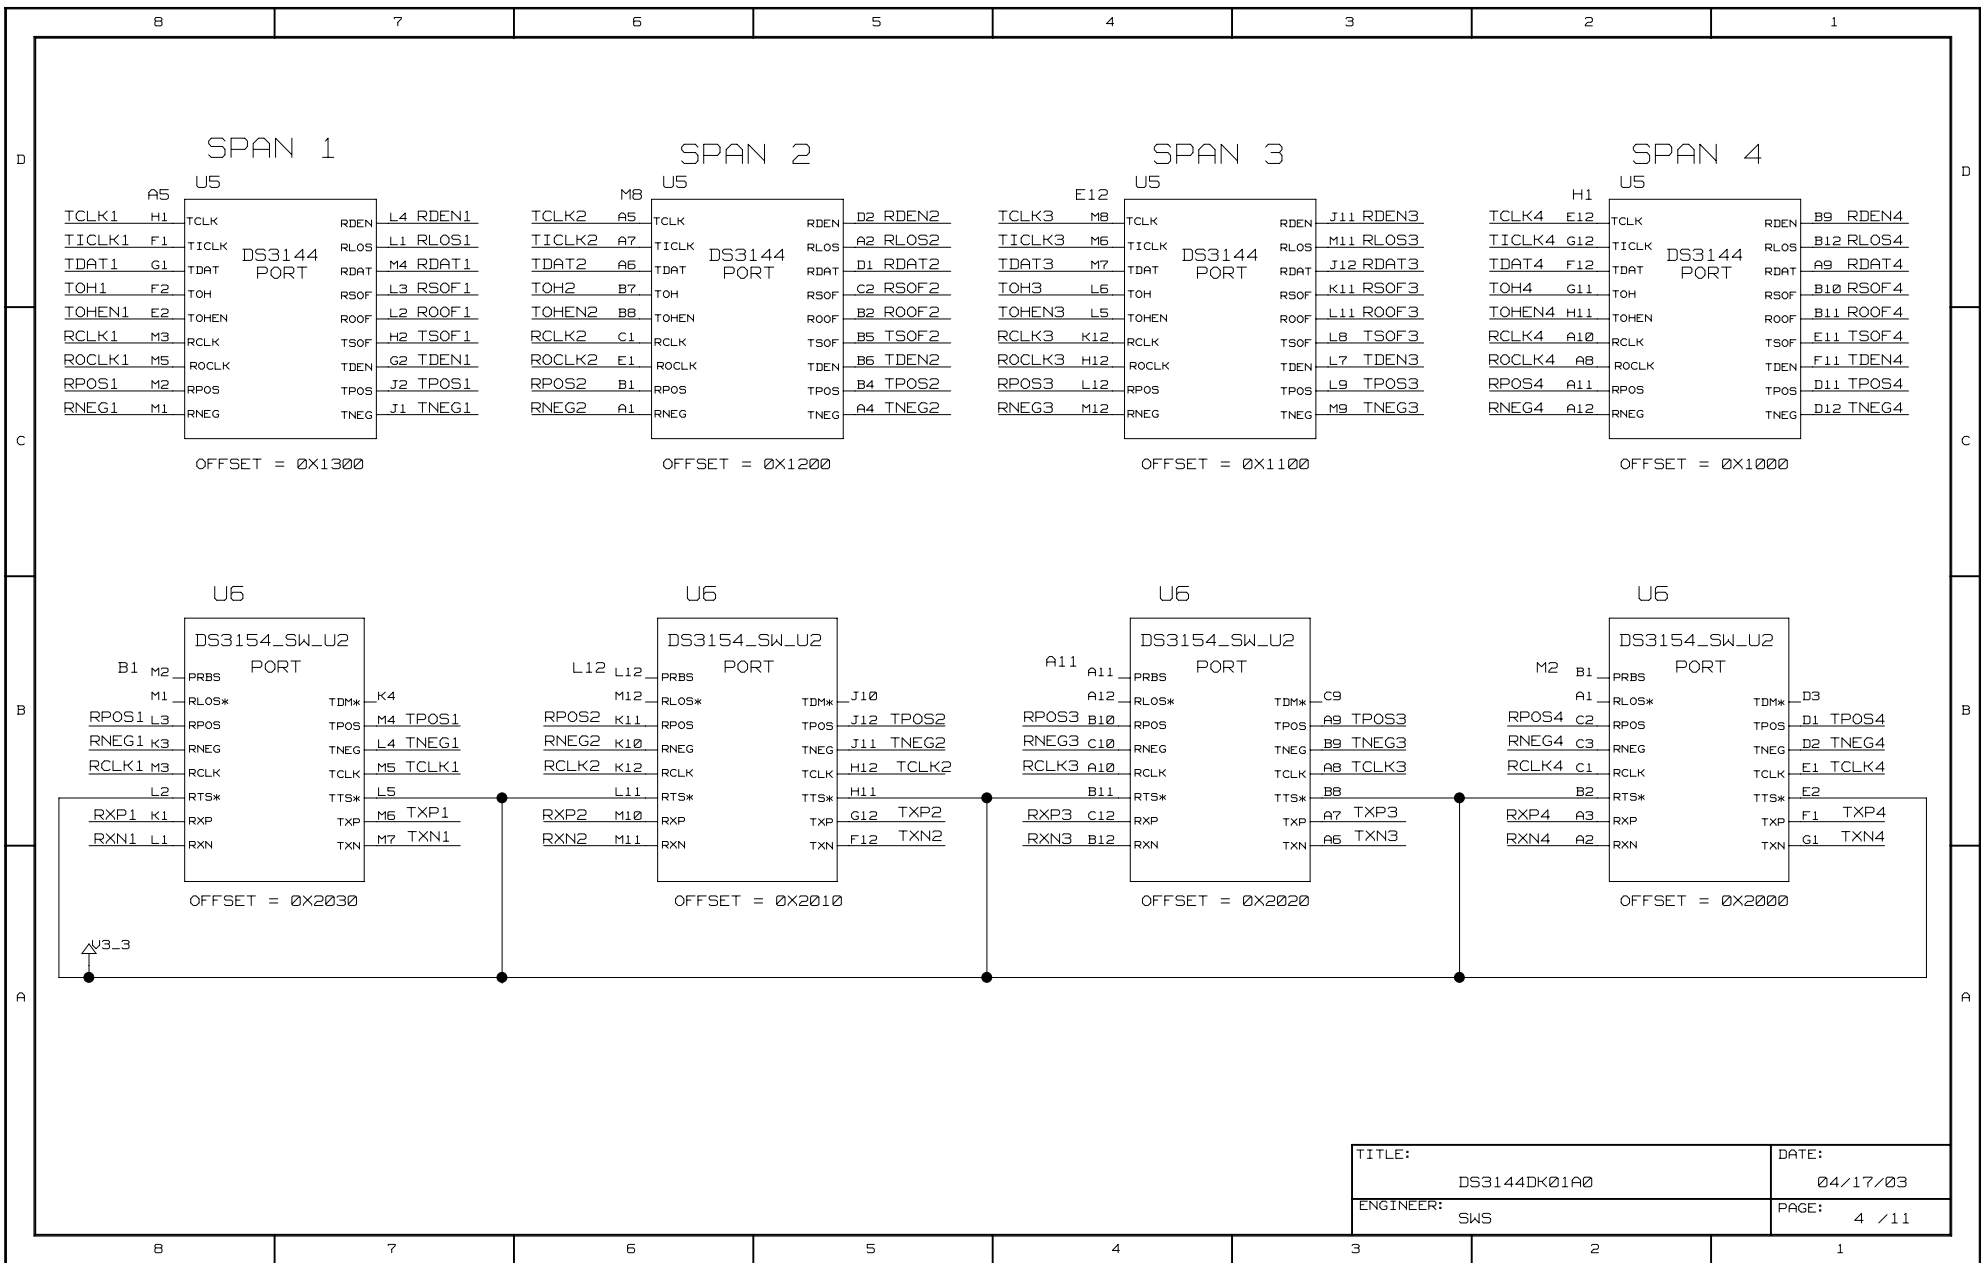 8 7 6 5 4 3 2 1
D
D
SPAN 1
SPAN 2
SPAN 3
SPAN 4
U5
U5
U5
U5
A5
M8
E12
H1
TCLK1 H1 TCLK RDEN L4 RDEN1
TICLK1 F1 TICLK RLOS L1 RLOS1
TDAT1 G1 TDAT RDAT M4 RDAT1
TOH1 F2 TOH RSOF L3 RSOF1
TOHEN1 E2 TOHEN ROOF L2 ROOF1
RCLK1 M3 RCLK TSOF H2 TSOF1
ROCLK1 M5 ROCLK TDEN G2 TDEN1
RPOS1 M2 RPOS TPOS J2 TPOS1
RNEG1 M1 RNEG TNEG J1 TNEG1
DS3144
PORT
OFFSET = 0X1300
TCLK2 A5 TCLK RDEN D2 RDEN2
TICLK2 A7 TICLK RLOS A2 RLOS2
TDAT2 A6 TDAT RDAT D1 RDAT2
TOH2 B7 TOH RSOF C2 RSOF2
TOHEN2 B8 TOHEN ROOF B2 ROOF2
RCLK2 C1 RCLK TSOF B5 TSOF2
ROCLK2 E1 ROCLK TDEN B6 TDEN2
RPOS2 B1 RPOS TPOS B4 TPOS2
RNEG2 A1 RNEG TNEG A4 TNEG2
DS3144
PORT
OFFSET = 0X1200
TCLK3 M8 TCLK RDEN J11 RDEN3
TICLK3 M6 TICLK RLOS M11 RLOS3
TDAT3 M7 TDAT RDAT J12 RDAT3
TOH3 L6 TOH RSOF K11 RSOF3
TOHEN3 L5 TOHEN ROOF L11 ROOF3
RCLK3 K12 RCLK TSOF L8 TSOF3
ROCLK3 H12 ROCLK TDEN L7 TDEN3
RPOS3 L12 RPOS TPOS L9 TPOS3
RNEG3 M12 RNEG TNEG M9 TNEG3
DS3144
PORT
OFFSET = 0X1100
TCLK4 E12 TCLK RDEN B9 RDEN4
TICLK4 G12 TICLK RLOS B12 RLOS4
TDAT4 F12 TDAT RDAT A9 RDAT4
TOH4 G11 TOH RSOF B10 RSOF4
TOHEN4 H11 TOHEN ROOF B11 ROOF4
RCLK4 A10 RCLK TSOF E11 TSOF4
ROCLK4 A8 ROCLK TDEN F11 TDEN4
RPOS4 A11 RPOS TPOS D11 TPOS4
RNEG4 A12 RNEG TNEG D12 TNEG4
DS3144
PORT
OFFSET = 0X1000
C
C
U6
DS3154_SW_U2
PORT
B1
M2 PRBS
M1 RLOS* TDM* K4
RPOS1 L3 RPOS TPOS M4 TPOS1
RNEG1 K3 RNEG TNEG L4 TNEG1
RCLK1 M3 RCLK TCLK M5 TCLK1
L2 RTS* TTS* L5
RXP1 K1 RXP TXP M6 TXP1
RXN1 L1 RXN TXN M7 TXN1
OFFSET = 0X2030
U6
DS3154_SW_U2
PORT
L12
L12 PRBS
M12 RLOS* TDM* J10
RPOS2 K11 RPOS TPOS J12 TPOS2
RNEG2 K10 RNEG TNEG J11 TNEG2
RCLK2 K12 RCLK TCLK H12 TCLK2
L11 RTS* TTS* H11
RXP2 M10 RXP TXP G12 TXP2
RXN2 M11 RXN TXN F12 TXN2
OFFSET = 0X2010
U6
DS3154_SW_U2
PORT
A11
A11 PRBS
A12 RLOS* TDM* C9
RPOS3 B10 RPOS TPOS A9 TPOS3
RNEG3 C10 RNEG TNEG B9 TNEG3
RCLK3 A10 RCLK TCLK A8 TCLK3
B11 RTS* TTS* B8
RXP3 C12 RXP TXP A7 TXP3
RXN3 B12 RXN TXN A6 TXN3
OFFSET = 0X2020
U6
DS3154_SW_U2
PORT
M2
B1 PRBS
A1 RLOS* TDM* D3
RPOS4 C2 RPOS TPOS D1 TPOS4
RNEG4 C3 RNEG TNEG D2 TNEG4
RCLK4 C1 RCLK TCLK E1 TCLK4
B2 RTS* TTS* E2
RXP4 A3 RXP TXP F1 TXP4
RXN4 A2 RXN TXN G1 TXN4
OFFSET = 0X2000
B
B
V3_3
A
A
TITLE:
DS3144DK01A0
DATE:
04/17/03
ENGINEER:
SWS
PAGE:
4 /11
8 7 6 5 4 3 2 1